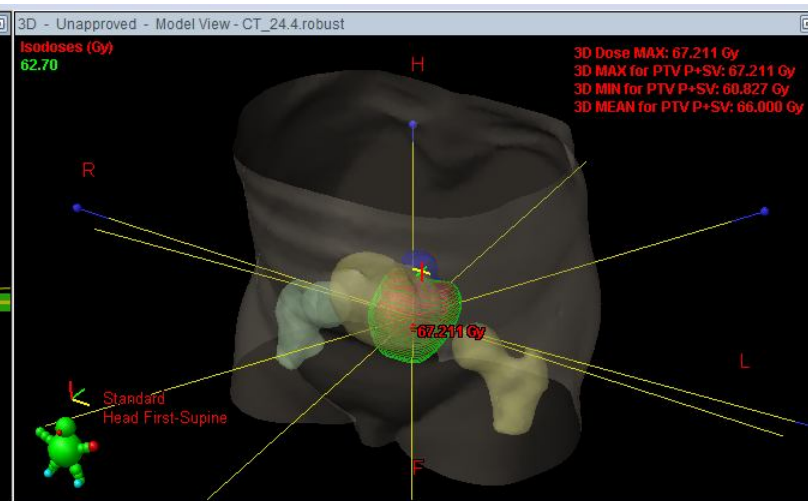 3D - Unapproved - Model View - CT_24.4.robust
Isodoses (Gy)
62.70
3D Dose MAX: 67.211 Gy
3D MAX for PTV P+SV: 67.211 Gy
3D MIN for PTV P+SV: 60.827 Gy
3D MEAN for PTV P+SV: 66.000 Gy
H
R
67.211 Gy
L
Standard
Head First-Supine
F